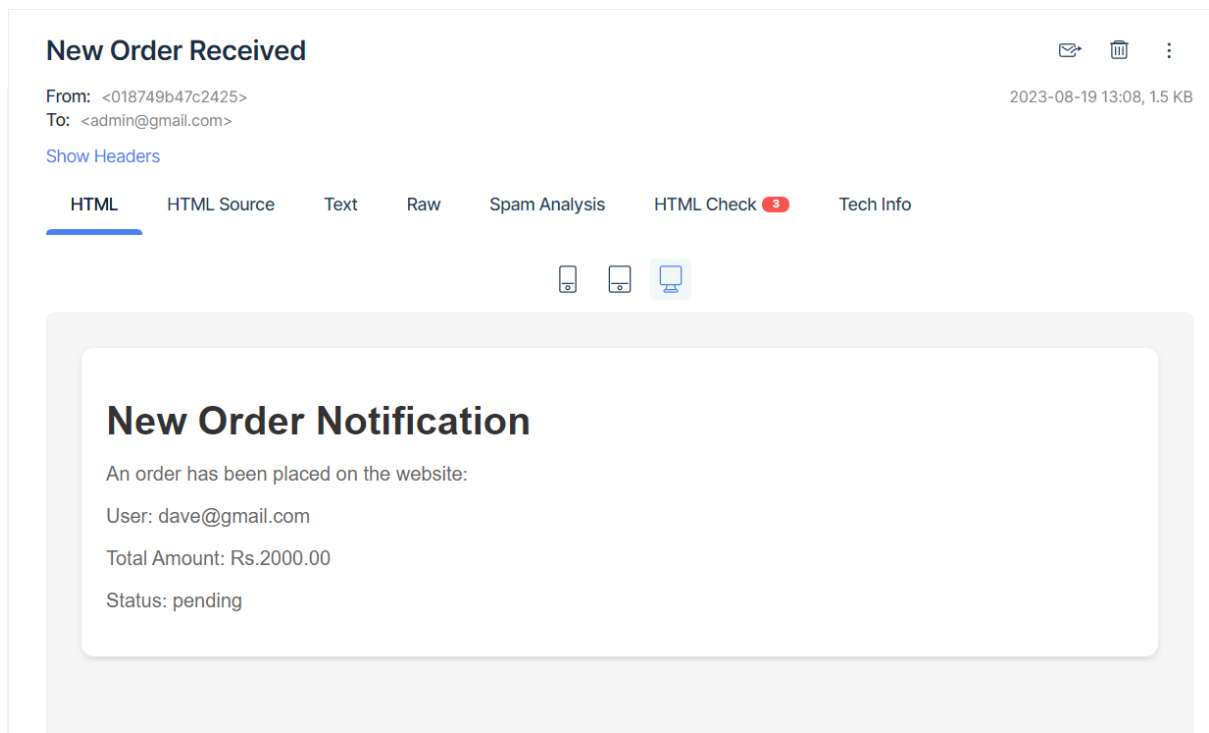 New Order Received
From: <018749b47c2425>
2023-08-19 13:08, 1.5 KB
To: <admin@gmail.com>
Show Headers
HTML HTML Source Text Raw Spam Analysis HTML Check 3 Tech Info
New Order Notification
An order has been placed on the website:
User: dave@gmail.com
Total Amount: Rs.2000.00
Status: pending